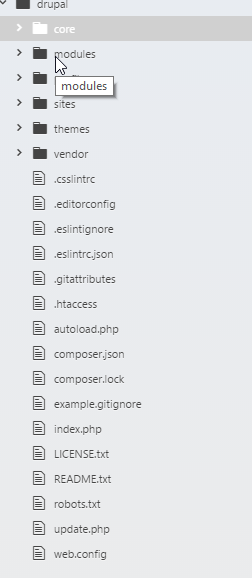 drupal
core
modules
modules
sites
themes
vendor
.csslintrc
.editorconfig
.eslintignore
.eslintrc.json
.gitattributes
.htaccess
autoload.php
composer.json
composer.lock
example.gitignore
index.php
LICENSE.txt
README.txt
robots.txt
update.php
web.config